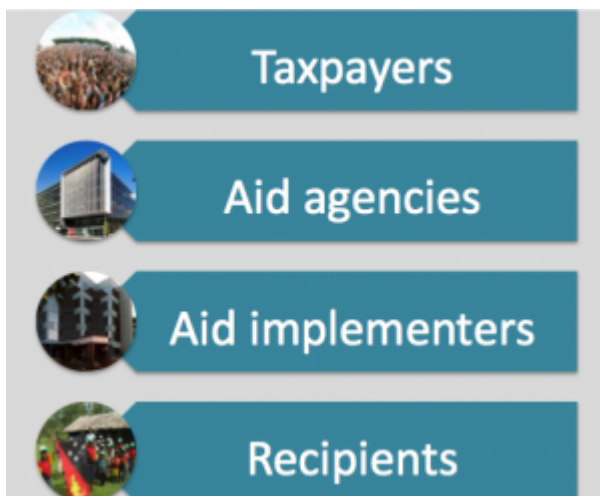 Taxpayers
Aid agencies
Aid implementers
Recipients